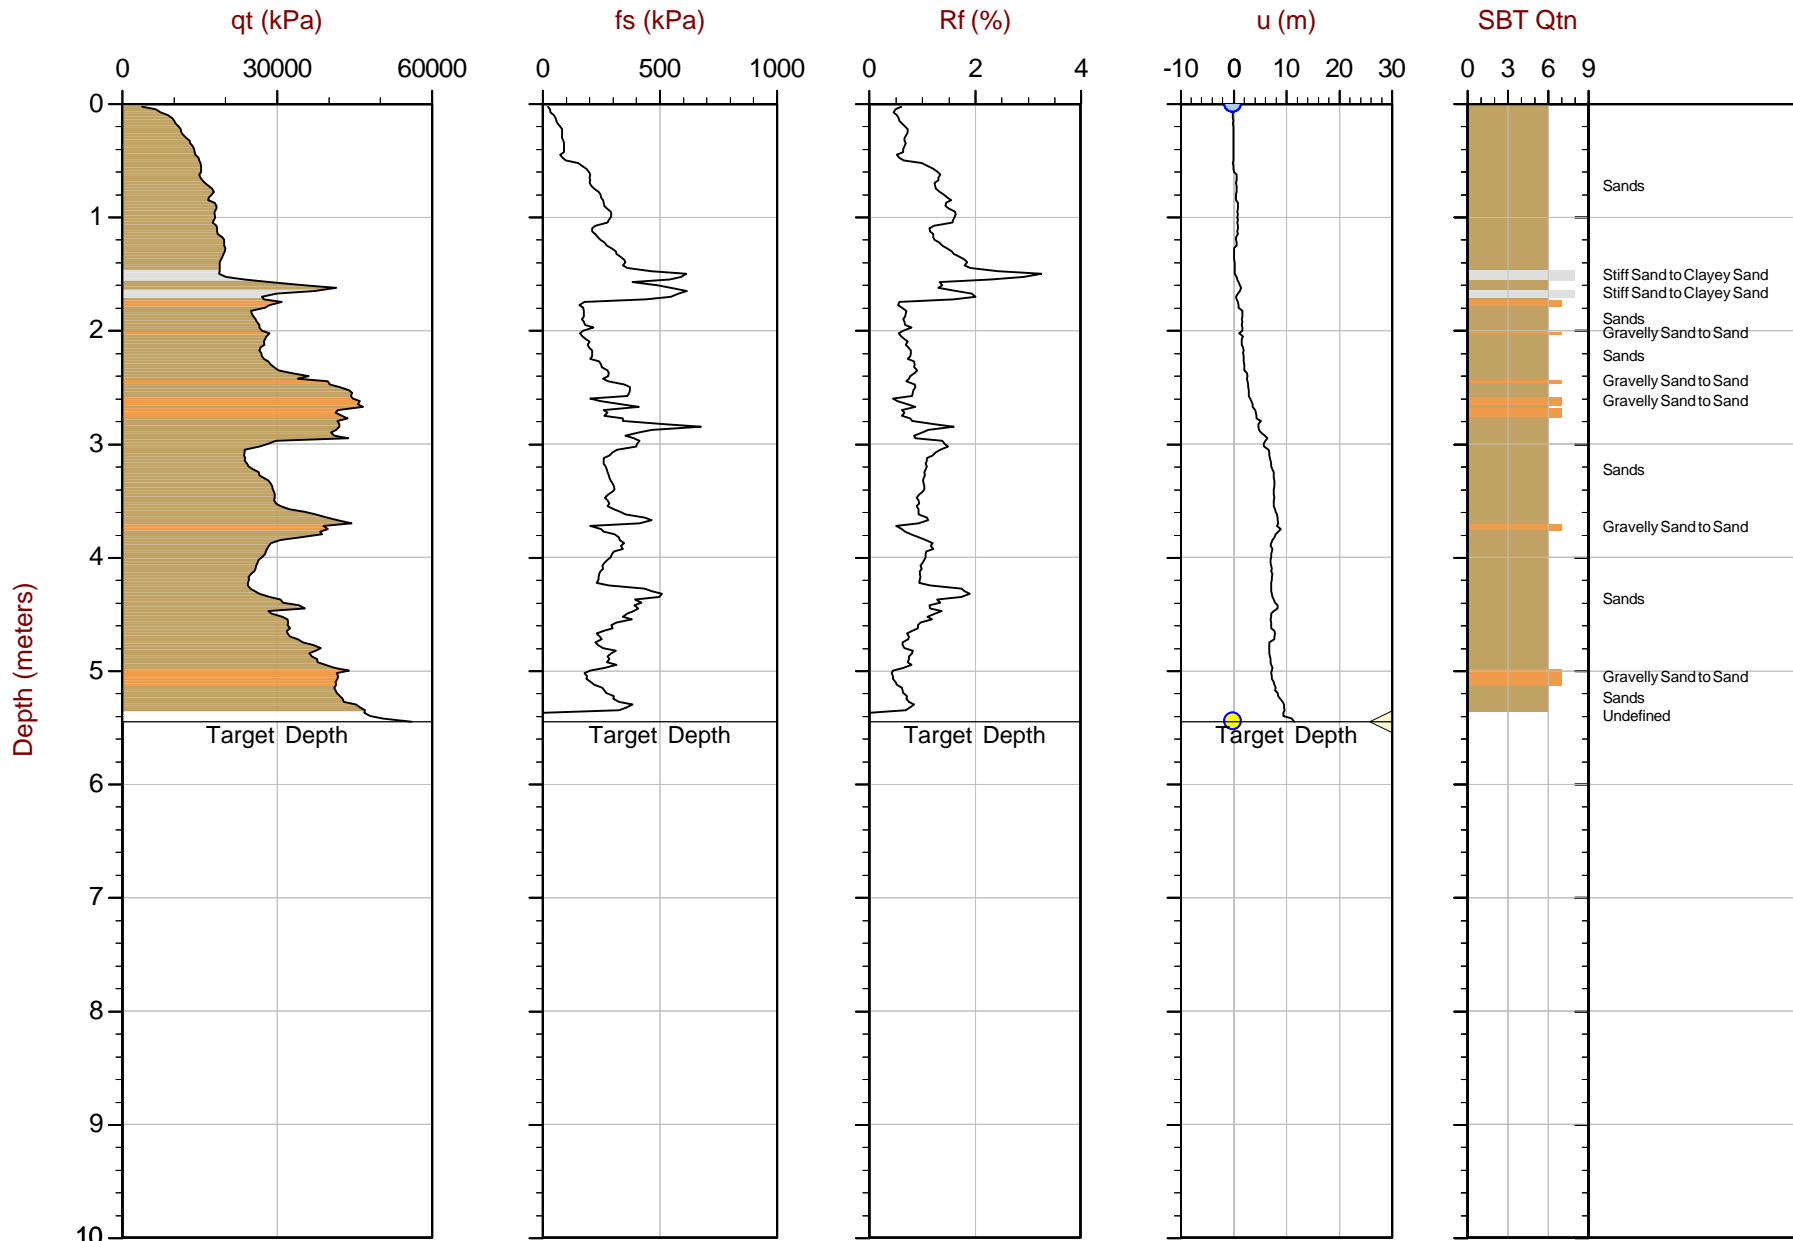 qt (kPa) fs (kPa) Rf (%) u (m) SBT Qtn
0 30000 60000 0 500 1000 0 2 4 -10 0 10 20 30 0 3 6 9
0
Sands
1
Stiff Sand to Clayey Sand
Stiff Sand to Clayey Sand
Sands
2
Gravelly Sand to Sand
Sands
Gravelly Sand to Sand
Gravelly Sand to Sand
3
Sands
Gravelly Sand to Sand
4
Sands
5
Gravelly Sand to Sand
Sands
Undefined
Target Depth Target Depth Target Depth Target Depth
6
7
8
9
10
Depth (meters)